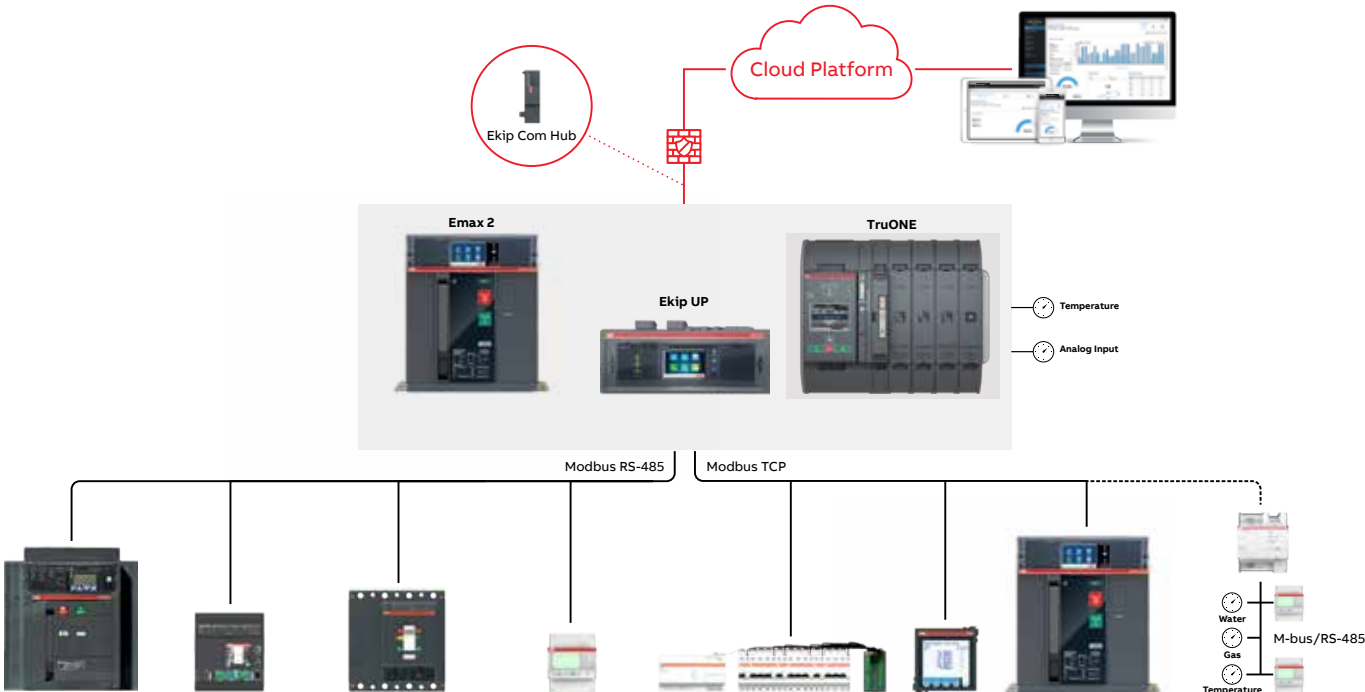 Cloud Platform
Ekip Com Hub
Emax 2
TruONE
Ekip UP
Temperature
Analog Input
Modbus RS-485
Modbus TCP
Water
Gas
Temperature
M-bus/RS-485